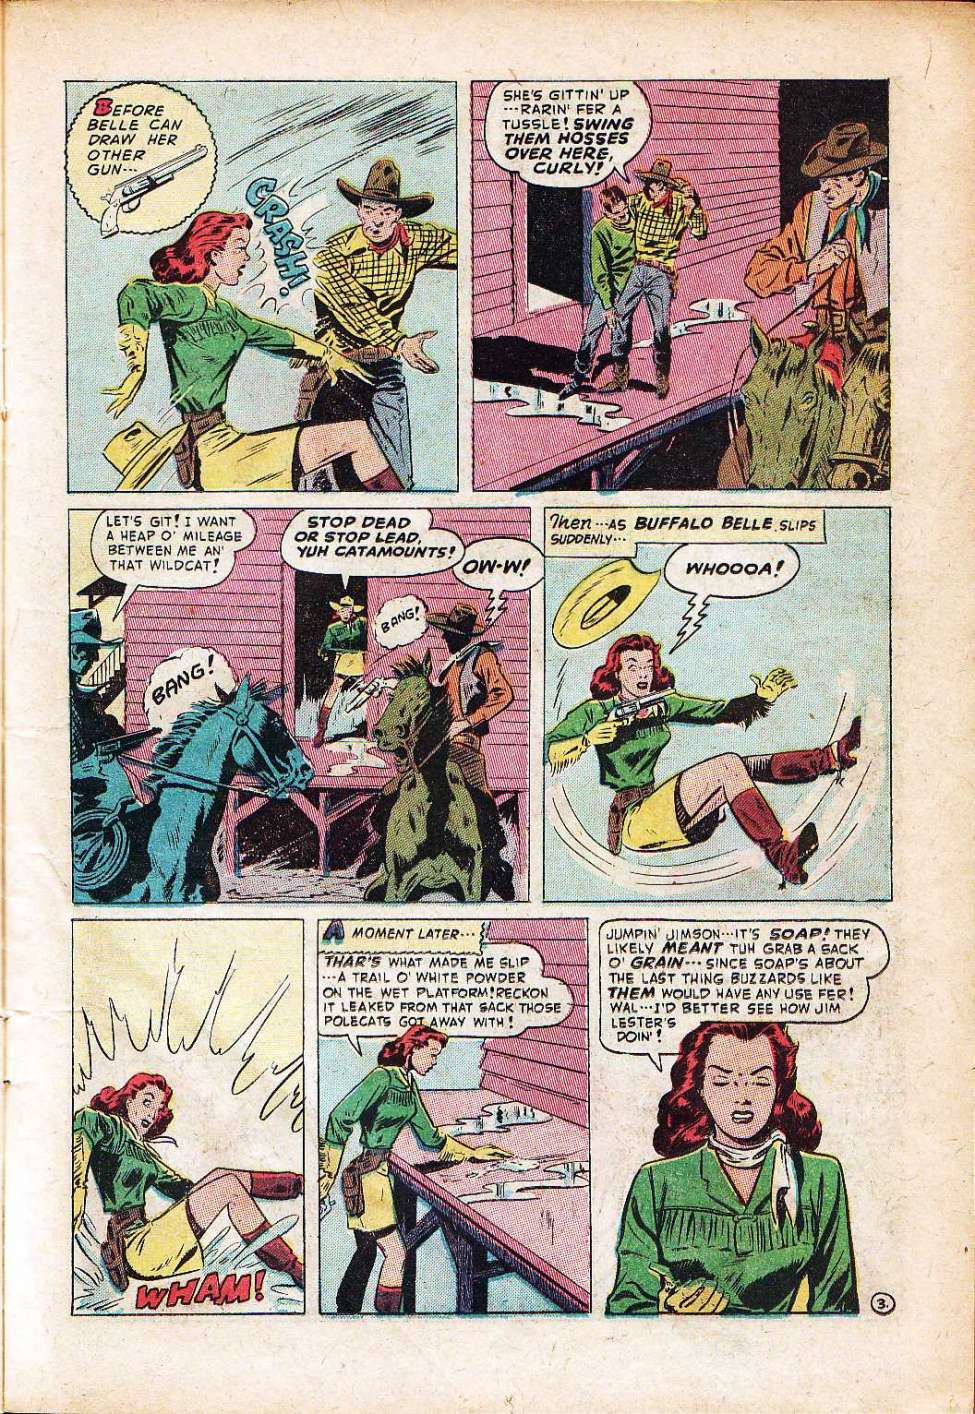 BEFORE
BELLE CAN
DRAW HER
OTHER
GUN---
CRASH!
SHE'S GITTIN' UP
---RARIN' FER A
TUSSLE! SWING
THEM HOSSES
OVER HERE,
CURLY!
LET'S GIT! I WANT
A HEAP O' MILEAGE
BETWEEN ME AN'
THAT WILDCAT!
STOP DEAD
OR STOP LEAD,
YUH CATAMOUNTS!
OW-W!
BANG!
BANG!
Then---AS BUFFALO BELLE SLIPS
SUDDENLY---
WHOOOA!
WHAM!
A MOMENT LATER---
THAR'S WHAT MADE ME SLIP
---A TRAIL O' WHITE POWDER
ON THE WET PLATFORM! RECKON
IT LEAKED FROM THAT SACK THOSE
POLECATS GOT AWAY WITH!
JUMPIN' JIMSON---IT'S SOAP! THEY
LIKELY MEANT TUH GRAB A SACK
O' GRAIN---SINCE SOAP'S ABOUT
THE LAST THING BUZZARDS LIKE
THEM WOULD HAVE ANY USE FER!
WAL---I'D BETTER SEE HOW JIM
LESTER'S
DOIN'!
3.